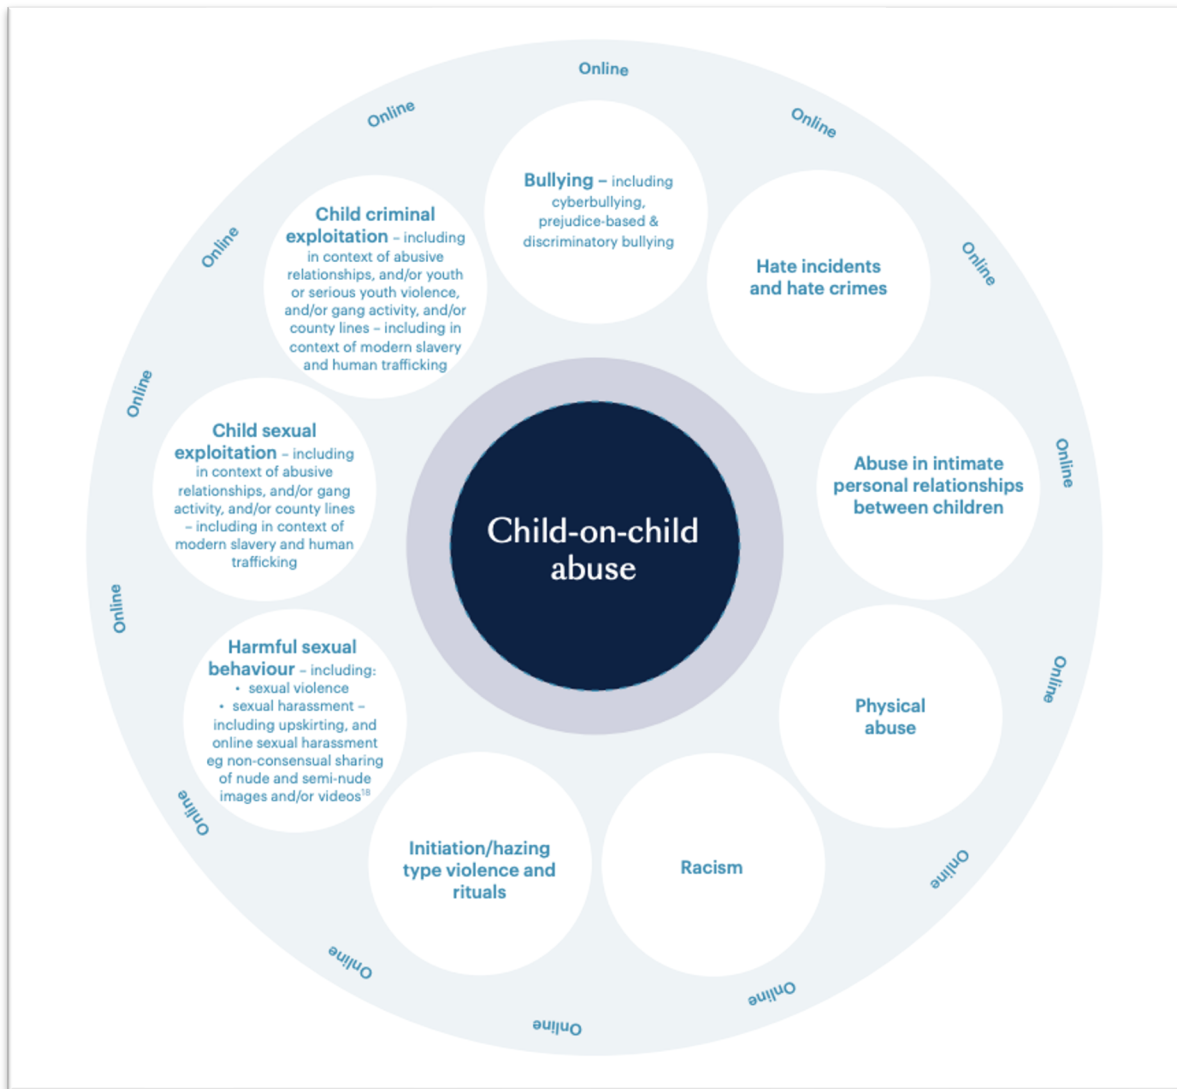 Online
Online
Online
Online
Online
Online
Online
Online
Online
Online
Online
Online
Online
Online
Bullying – including
cyberbullying,
prejudice-based &
discriminatory bullying
Hate incidents
and hate crimes
Abuse in intimate
personal relationships
between children
Physical
abuse
Racism
Initiation/hazing
type violence and
rituals
Harmful sexual
behaviour – including:
• sexual violence
• sexual harassment –
including upskirting, and
online sexual harassment
eg non-consensual sharing
of nude and semi-nude
images and/or videos18
Child sexual
exploitation – including
in context of abusive
relationships, and/or gang
activity, and/or county lines
– including in context of
modern slavery and human
trafficking
Child criminal
exploitation – including
in context of abusive
relationships, and/or youth
or serious youth violence,
and/or gang activity, and/or
county lines – including in
context of modern slavery
and human trafficking
Child-on-child
abuse